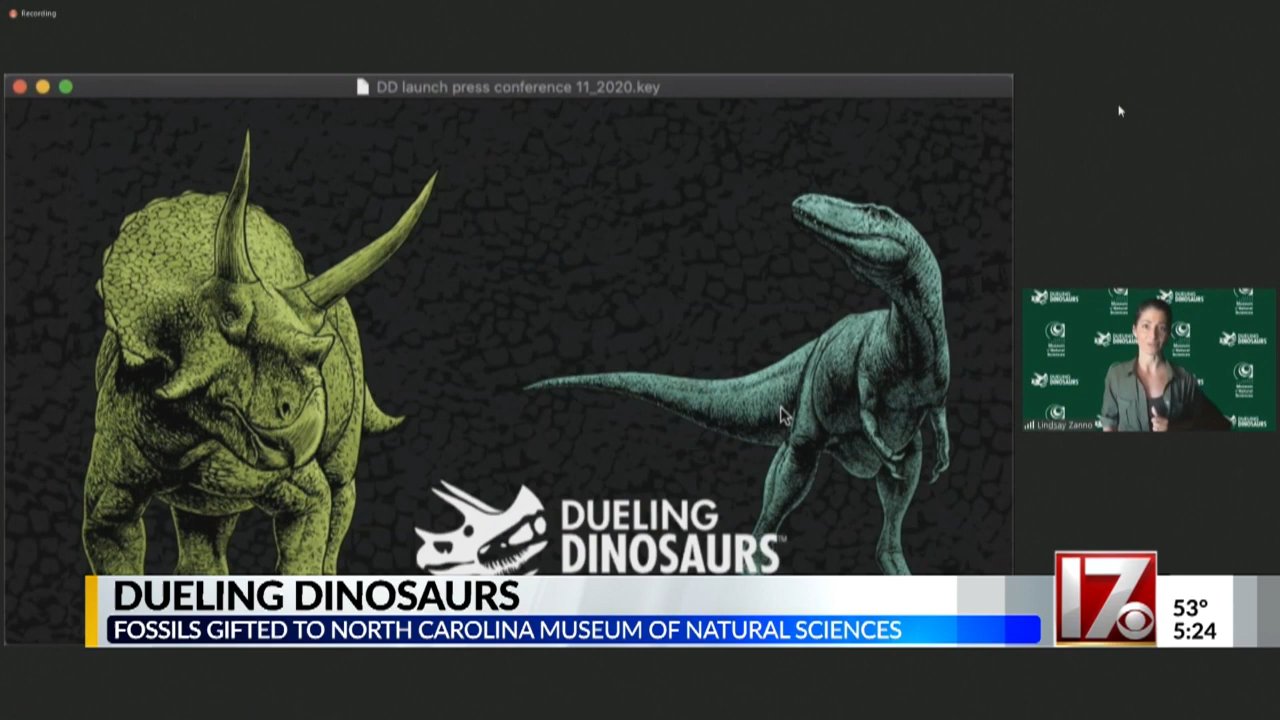 Recording
DD launch press conference 11_2020.key
DUELING
DINOSAURS™
Lindsay Zanno
DUELING DINOSAURS
FOSSILS GIFTED TO NORTH CAROLINA MUSEUM OF NATURAL SCIENCES
17
53°
5:24